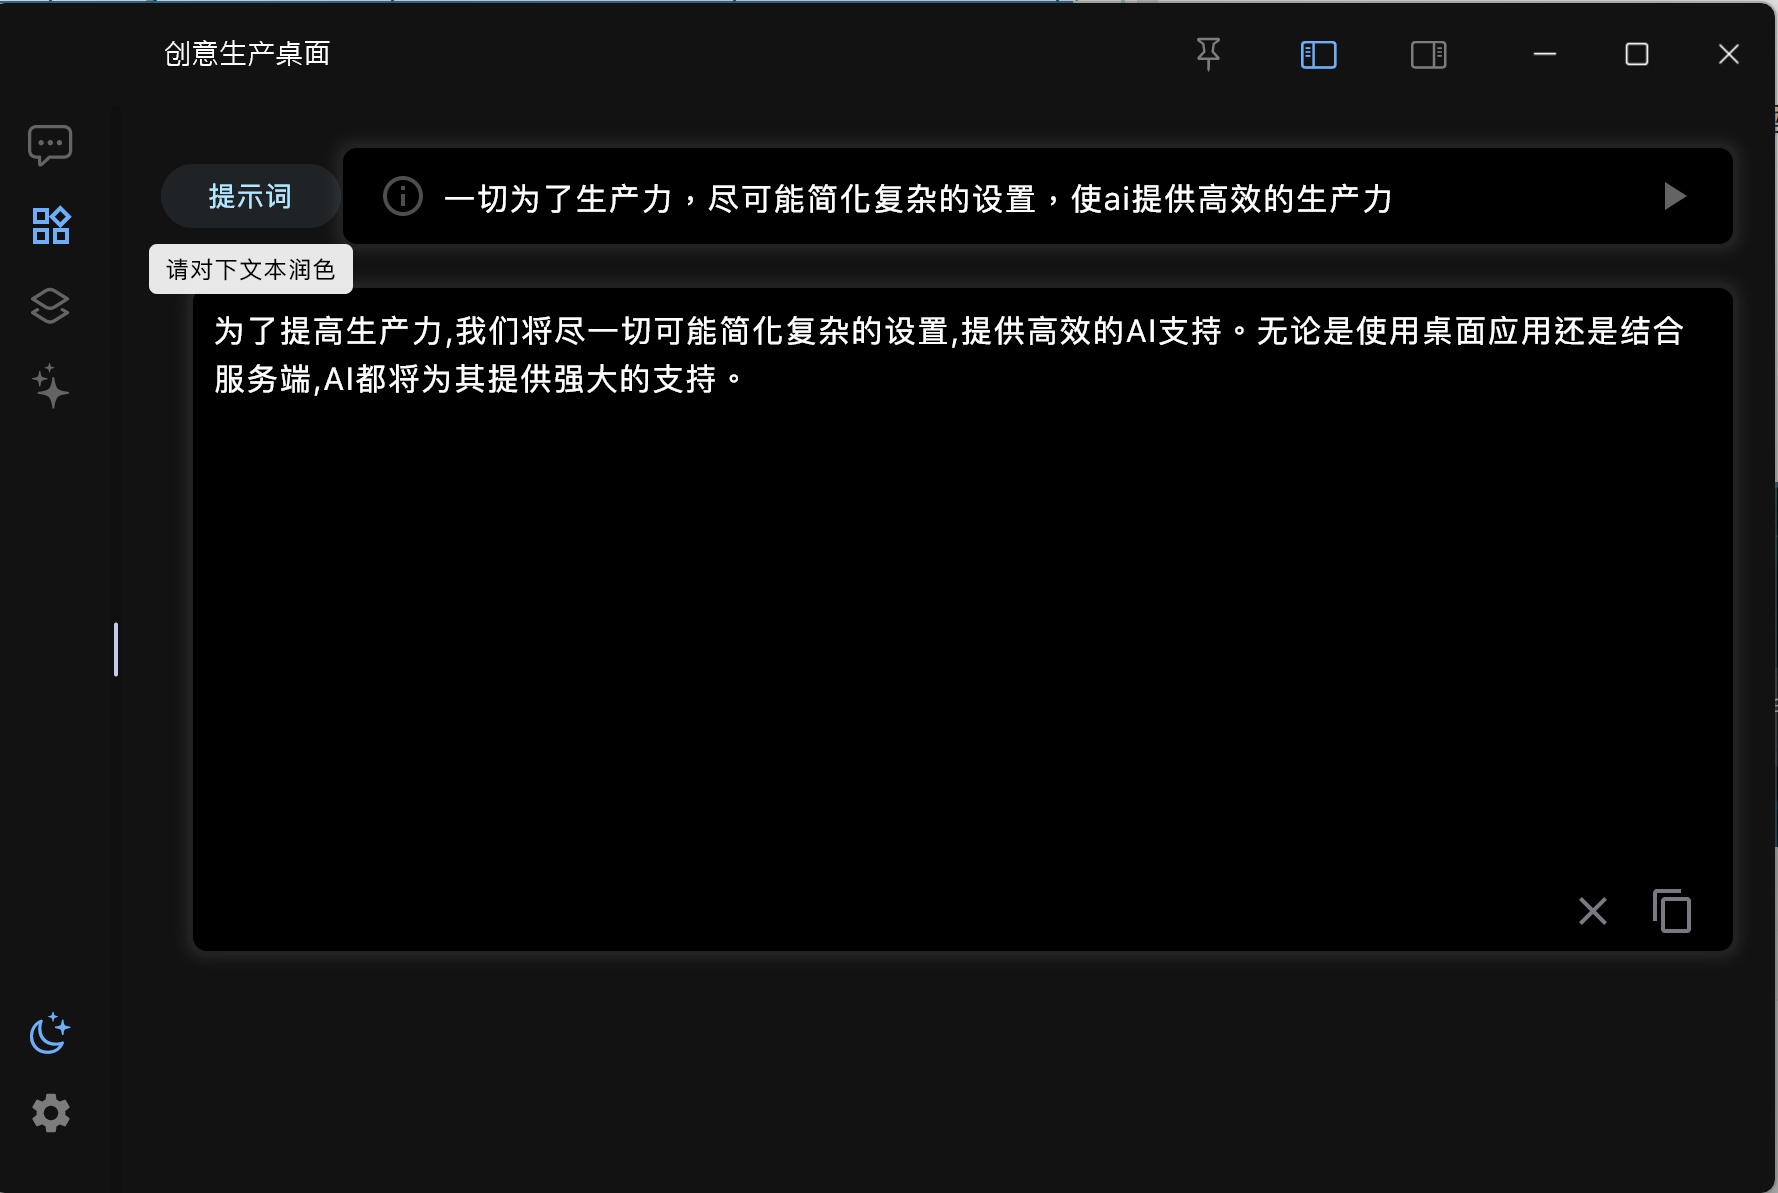 创意生产桌面
提示词
一切为了生产力，尽可能简化复杂的设置，使ai提供高效的生产力
请对下文本润色
为了提高生产力,我们将尽一切可能简化复杂的设置,提供高效的AI支持。无论是使用桌面应用还是结合
服务端,AI都将为其提供强大的支持。